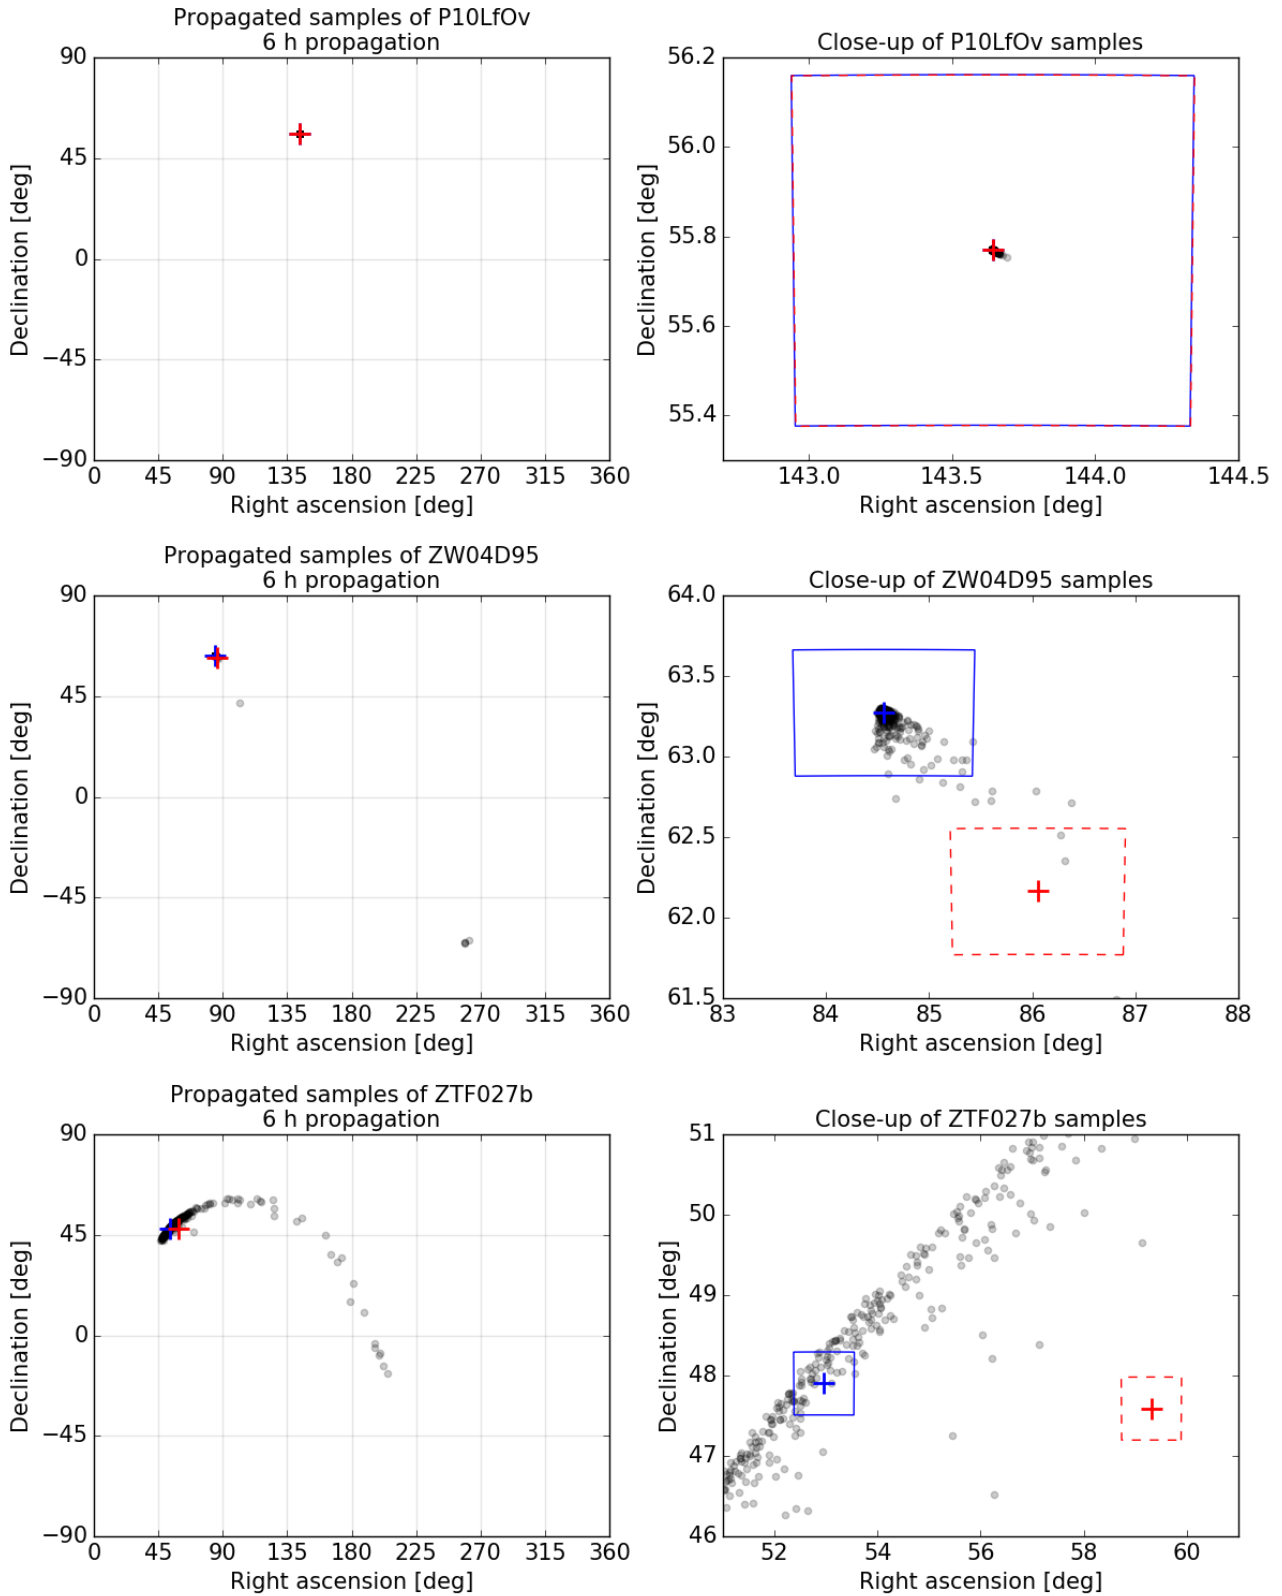 Propagated samples of P10LfOv
6 h propagation
90
45
0
−45
−90
Declination [deg]
0 45 90 135 180 225 270 315 360
Right ascension [deg]
Close-up of P10LfOv samples
56.2
56.0
55.8
55.6
55.4
Declination [deg]
143.0 143.5 144.0 144.5
Right ascension [deg]
Propagated samples of ZW04D95
6 h propagation
90
45
0
−45
−90
Declination [deg]
0 45 90 135 180 225 270 315 360
Right ascension [deg]
Close-up of ZW04D95 samples
64.0
63.5
63.0
62.5
62.0
61.5
Declination [deg]
83 84 85 86 87 88
Right ascension [deg]
Propagated samples of ZTF027b
6 h propagation
90
45
0
−45
−90
Declination [deg]
0 45 90 135 180 225 270 315 360
Right ascension [deg]
Close-up of ZTF027b samples
51
50
49
48
47
46
Declination [deg]
52 54 56 58 60
Right ascension [deg]